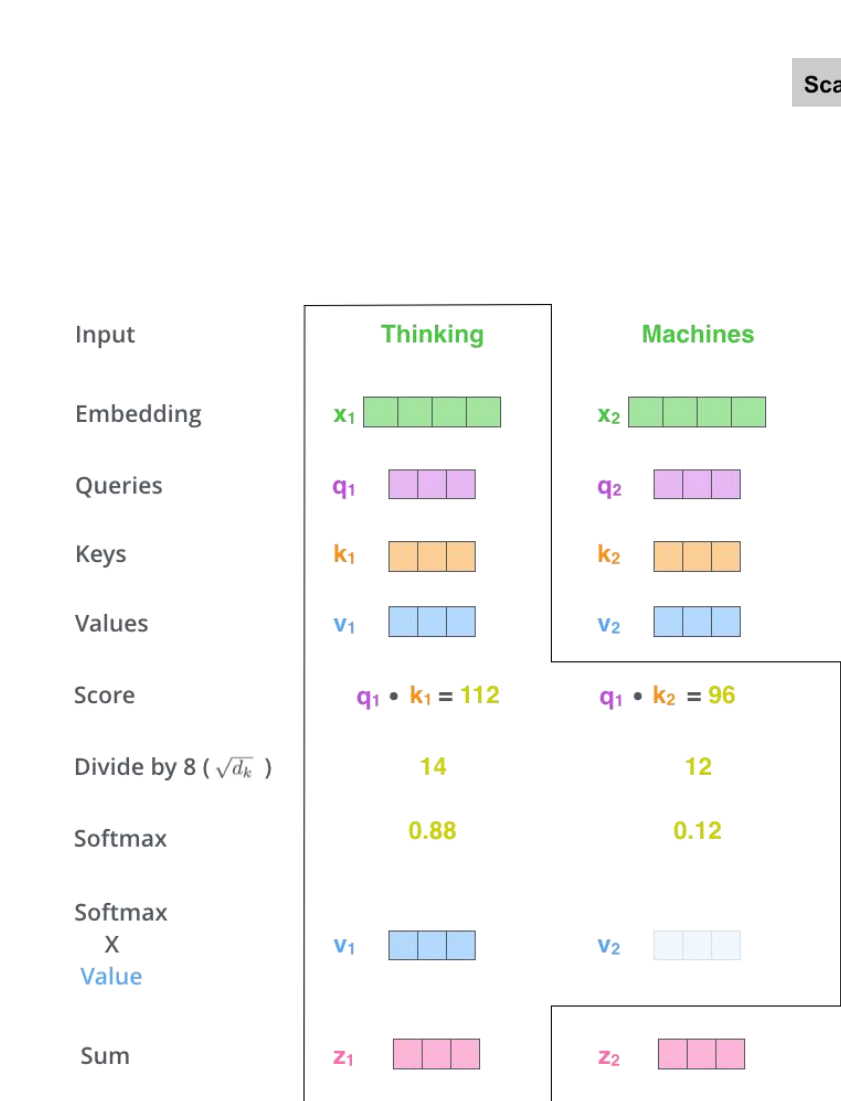 Sca
Input Thinking Machines
Embedding x1 x2
Queries q1 q2
Keys k1 k2
Values v1 v2
Score q1 • k1 = 112 q1 • k2 = 96
Divide by 8 ( √dk ) 14 12
Softmax 0.88 0.12
Softmax
X v1 v2
Value
Sum z1 z2